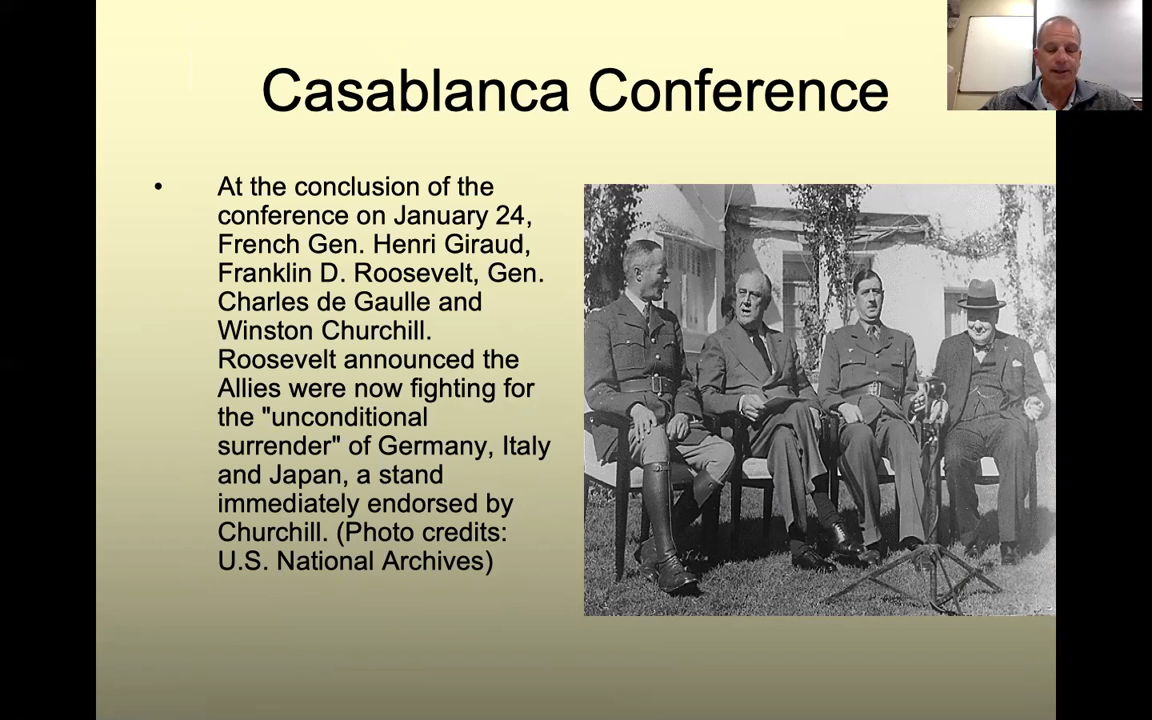 Casablanca Conference
• At the conclusion of the
conference on January 24,
French Gen. Henri Giraud,
Franklin D. Roosevelt, Gen.
Charles de Gaulle and
Winston Churchill.
Roosevelt announced the
Allies were now fighting for
the "unconditional
surrender" of Germany, Italy
and Japan, a stand
immediately endorsed by
Churchill. (Photo credits:
U.S. National Archives)